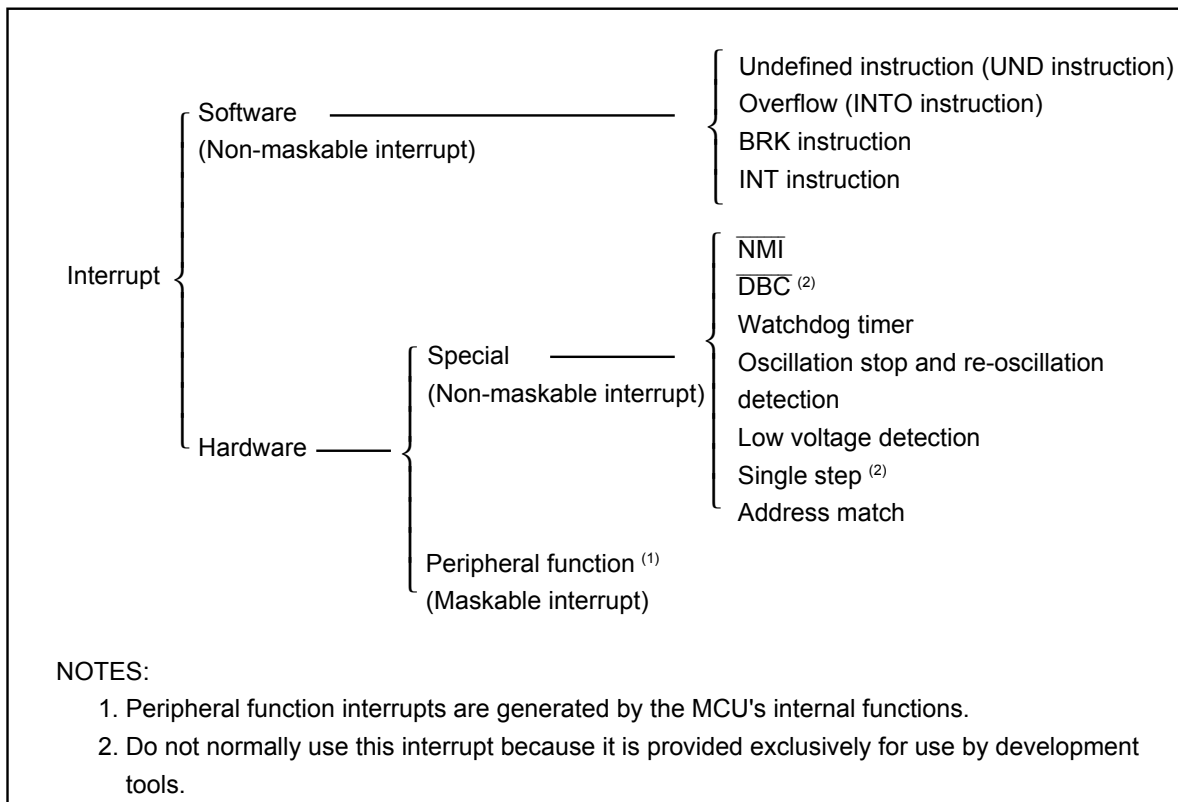 Undefined instruction (UND instruction)
Software
Overflow (INTO instruction)
(Non-maskable interrupt)
BRK instruction
INT instruction
Interrupt
N̅M̅I̅
D̅B̅C̅ (2)
Watchdog timer
Special
Oscillation stop and re-oscillation
(Non-maskable interrupt)
detection
Hardware
Low voltage detection
Single step (2)
Address match
Peripheral function (1)
(Maskable interrupt)
NOTES:
1. Peripheral function interrupts are generated by the MCU's internal functions.
2. Do not normally use this interrupt because it is provided exclusively for use by development
tools.